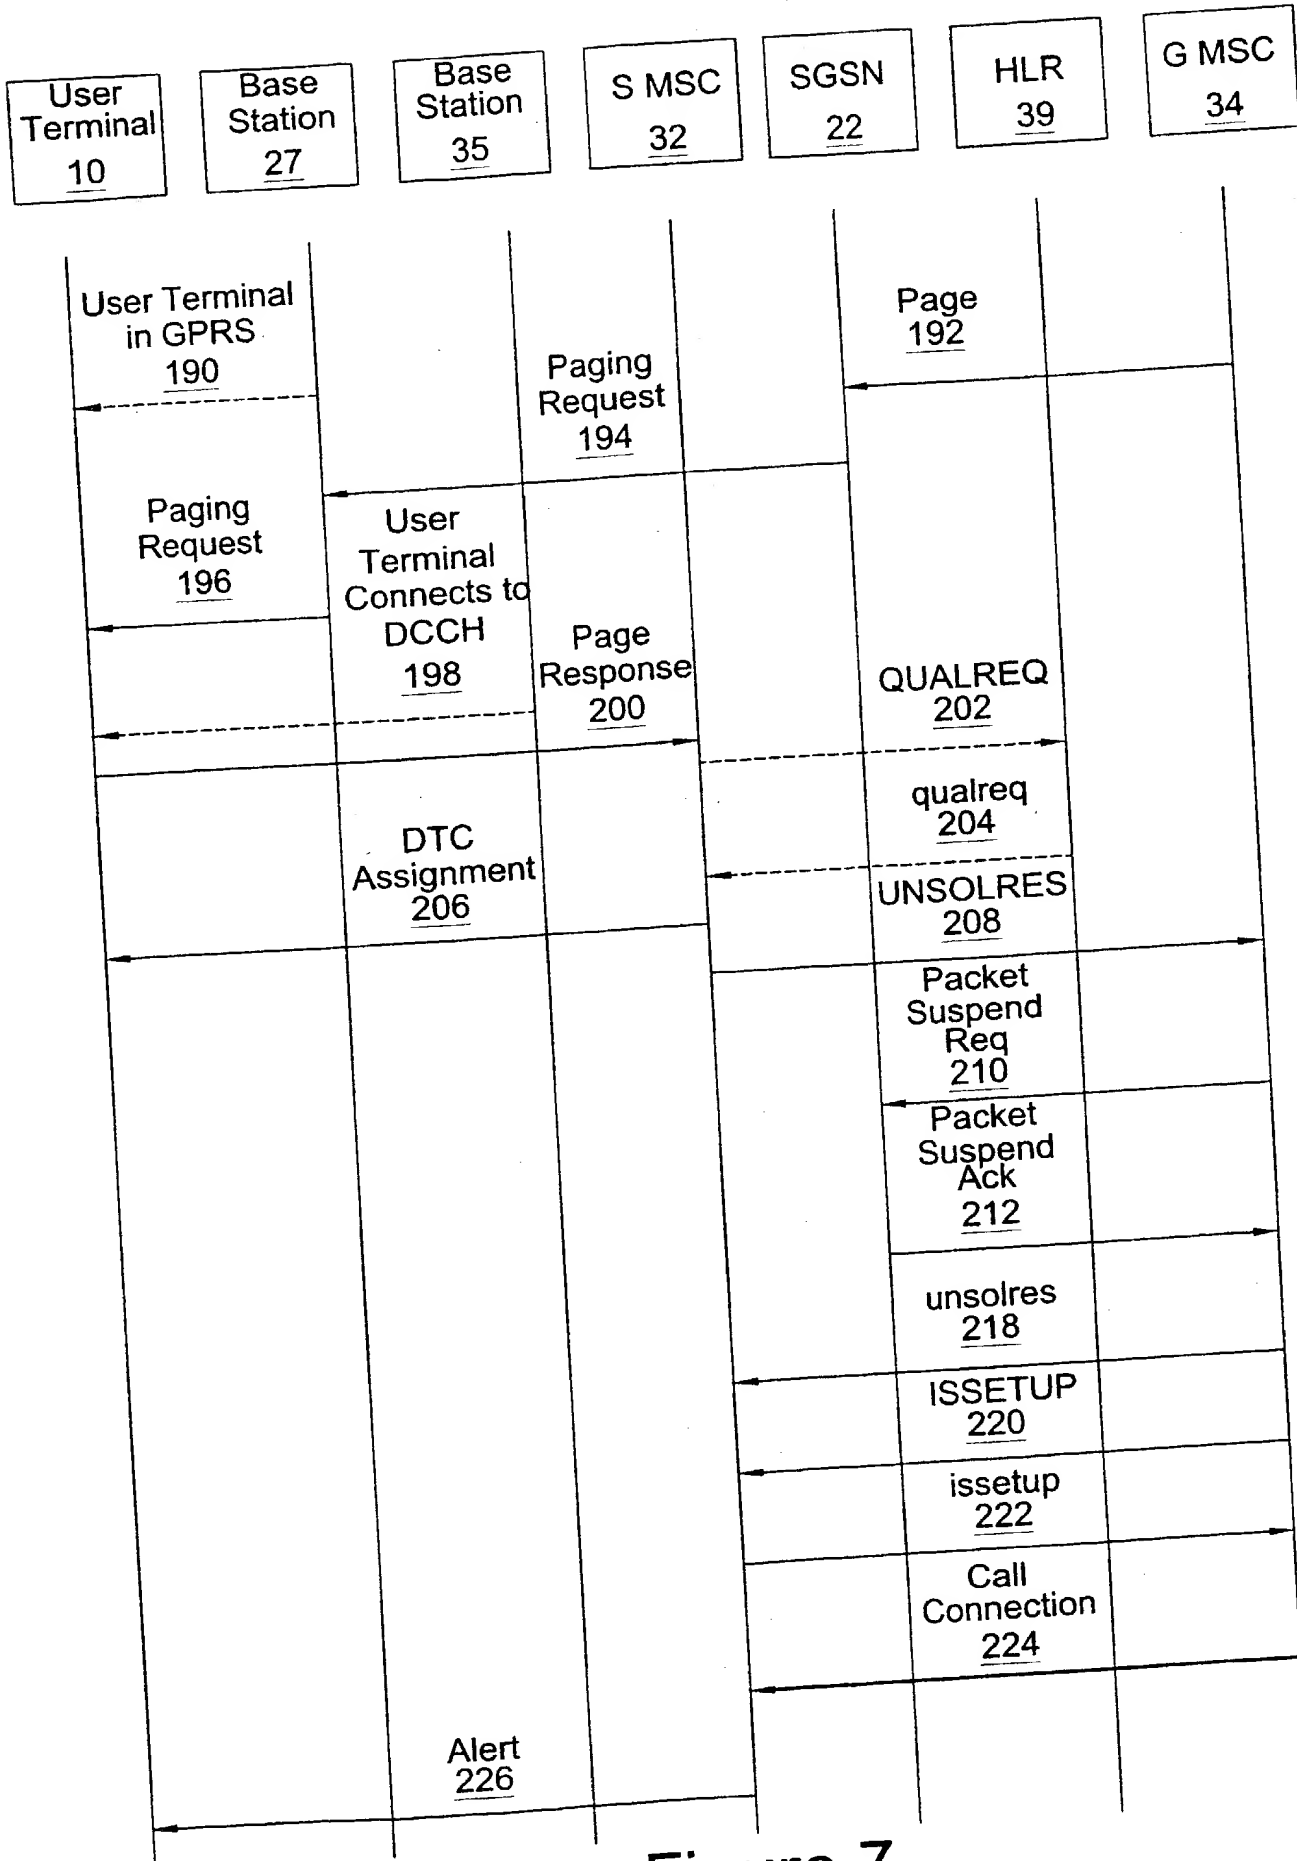 User
Terminal
10
Base
Station
27
Base
Station
35
S MSC
32
SGSN
22
HLR
39
G MSC
34
User Terminal
in GPRS
190
Page
192
Paging
Request
194
Paging
Request
196
User
Terminal
Connects to
DCCH
198
Page
Response
200
QUALREQ
202
qualreq
204
DTC
Assignment
206
UNSOLRES
208
Packet
Suspend
Req
210
Packet
Suspend
Ack
212
unsolres
218
ISSETUP
220
issetup
222
Call
Connection
224
Alert
226
Figure 7